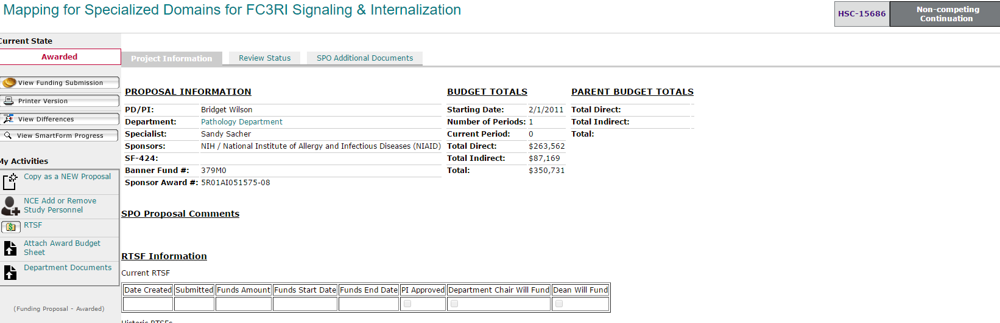 Mapping for Specialized Domains for FC3RI Signaling & Internalization
HSC-15686
Non-competing
Continuation
Current State
Awarded
Project Information
Review Status
SPO Additional Documents
View Funding Submission
Printer Version
View Differences
View SmartForm Progress
My Activities
Copy as a NEW Proposal
NCE Add or Remove
Study Personnel
RTSF
Attach Award Budget
Sheet
Department Documents
(Funding Proposal - Awarded)
PROPOSAL INFORMATION
PD/PI: Bridget Wilson
Department: Pathology Department
Specialist: Sandy Sacher
Sponsors: NIH / National Institute of Allergy and Infectious Diseases (NIAID)
SF-424:
Banner Fund #: 379M0
Sponsor Award #: 5R01AI051575-08
BUDGET TOTALS
Starting Date: 2/1/2011
Number of Periods: 1
Current Period: 0
Total Direct: $263,562
Total Indirect: $87,169
Total: $350,731
PARENT BUDGET TOTALS
Total Direct:
Total Indirect:
Total:
SPO Proposal Comments
RTSF Information
Current RTSF
Date Created Submitted Funds Amount Funds Start Date Funds End Date PI Approved Department Chair Will Fund Dean Will Fund
Historic RTSFs